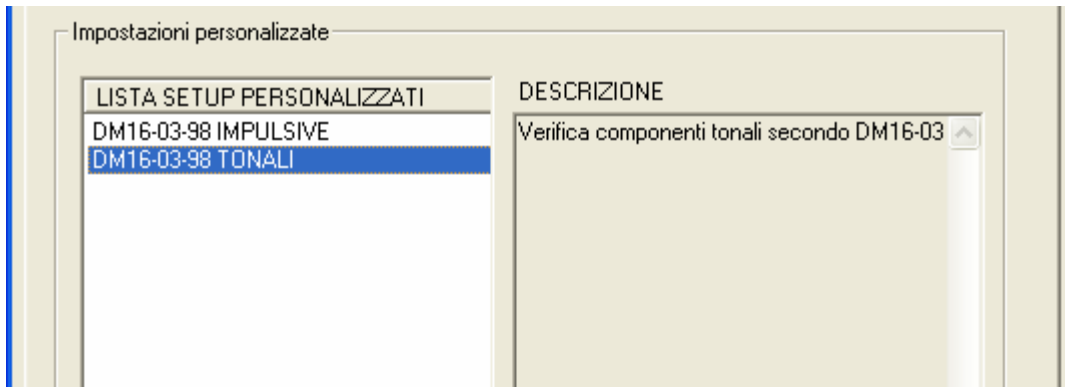 Impostazioni personalizzate
LISTA SETUP PERSONALIZZATI
DM16-03-98 IMPULSIVE
DM16-03-98 TONALI
DESCRIZIONE
Verifica componenti tonali secondo DM16-03